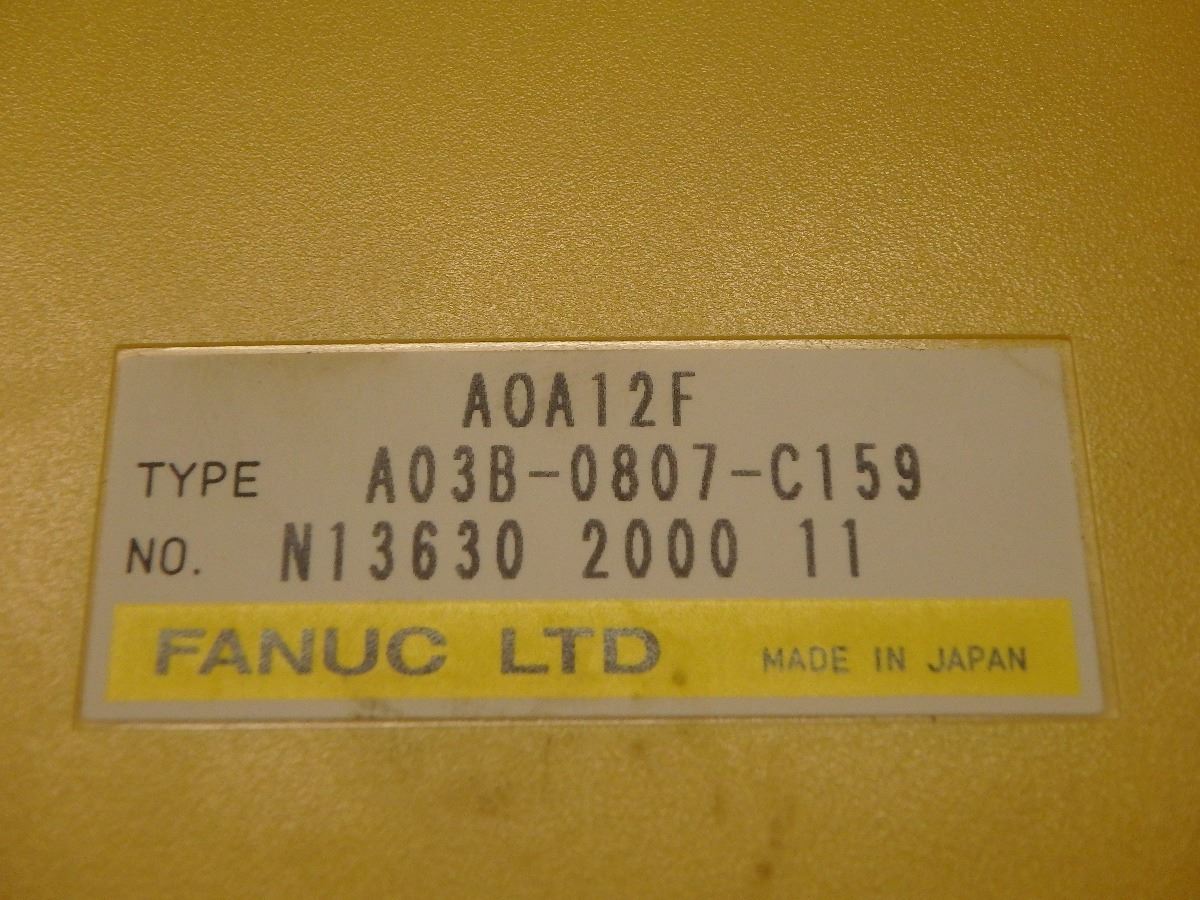 AOA12F
TYPE A03B-0807-C159
NO. N13630 2000 11
FANUC LTD MADE IN JAPAN